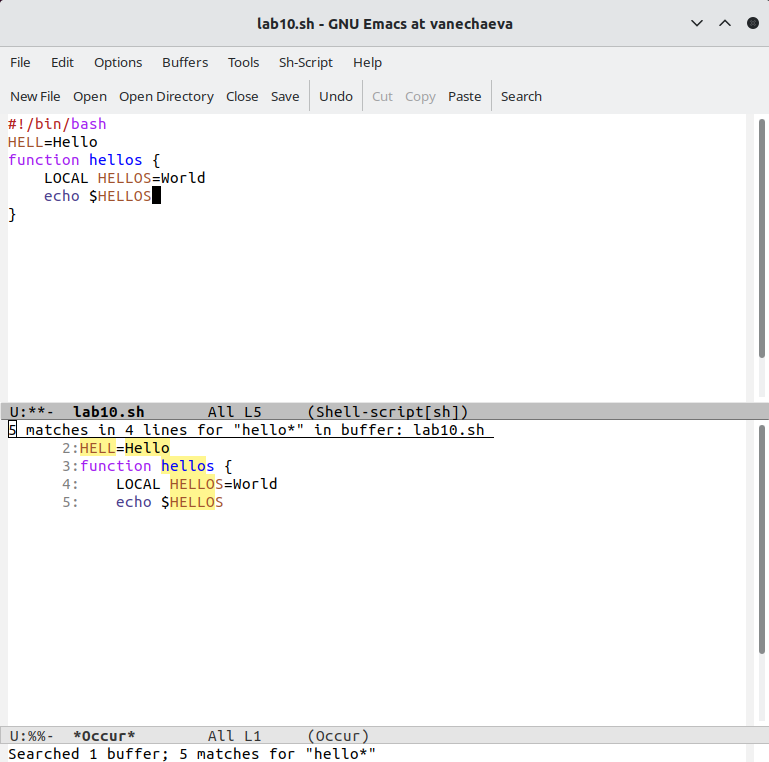 lab10.sh - GNU Emacs at vanechaeva
File Edit Options Buffers Tools Sh-Script Help
New File Open Open Directory Close Save Undo Cut Copy Paste Search
#!/bin/bash
HELL=Hello
function hellos {
    LOCAL HELLOS=World
    echo $HELLOS
}
U:**-  lab10.sh       All L5     (Shell-script[sh])
5 matches in 4 lines for "hello*" in buffer: lab10.sh
      2:HELL=Hello
      3:function hellos {
      4:    LOCAL HELLOS=World
      5:    echo $HELLOS
U:%%-  *Occur*        All L1     (Occur)
Searched 1 buffer; 5 matches for "hello*"